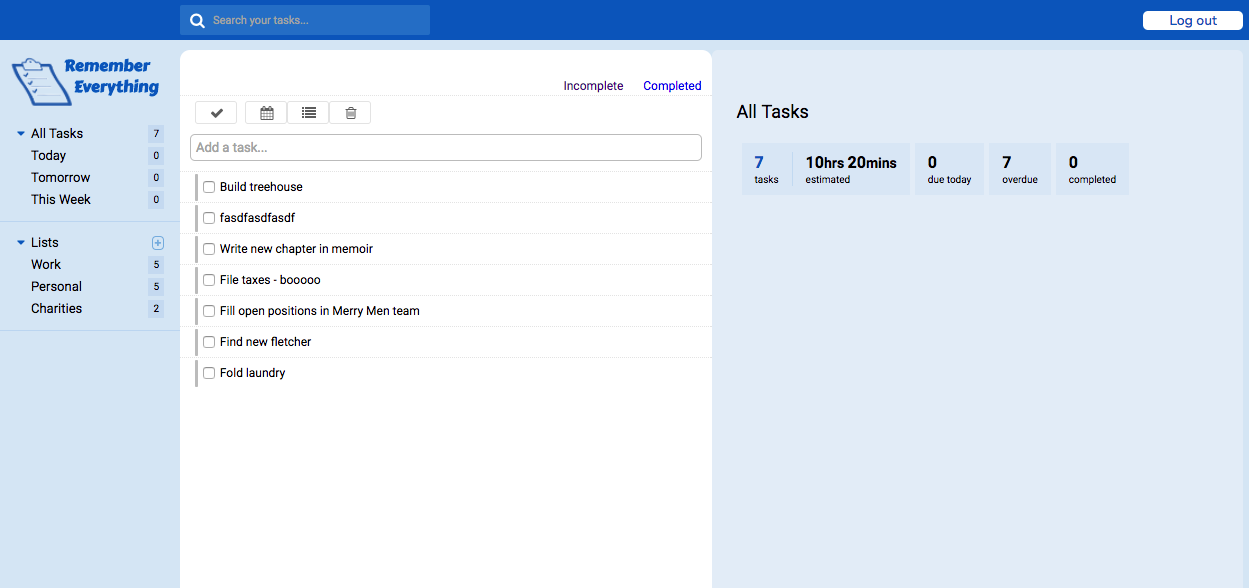 Search your tasks...
Log out
Remember
Everything
All Tasks 7
Today 0
Tomorrow 0
This Week 0
Lists
Work 5
Personal 5
Charities 2
Incomplete Completed
Add a task...
Build treehouse
fasdfasdfasdf
Write new chapter in memoir
File taxes - booooo
Fill open positions in Merry Men team
Find new fletcher
Fold laundry
All Tasks
7 10hrs 20mins 0 7 0
tasks estimated due today overdue completed